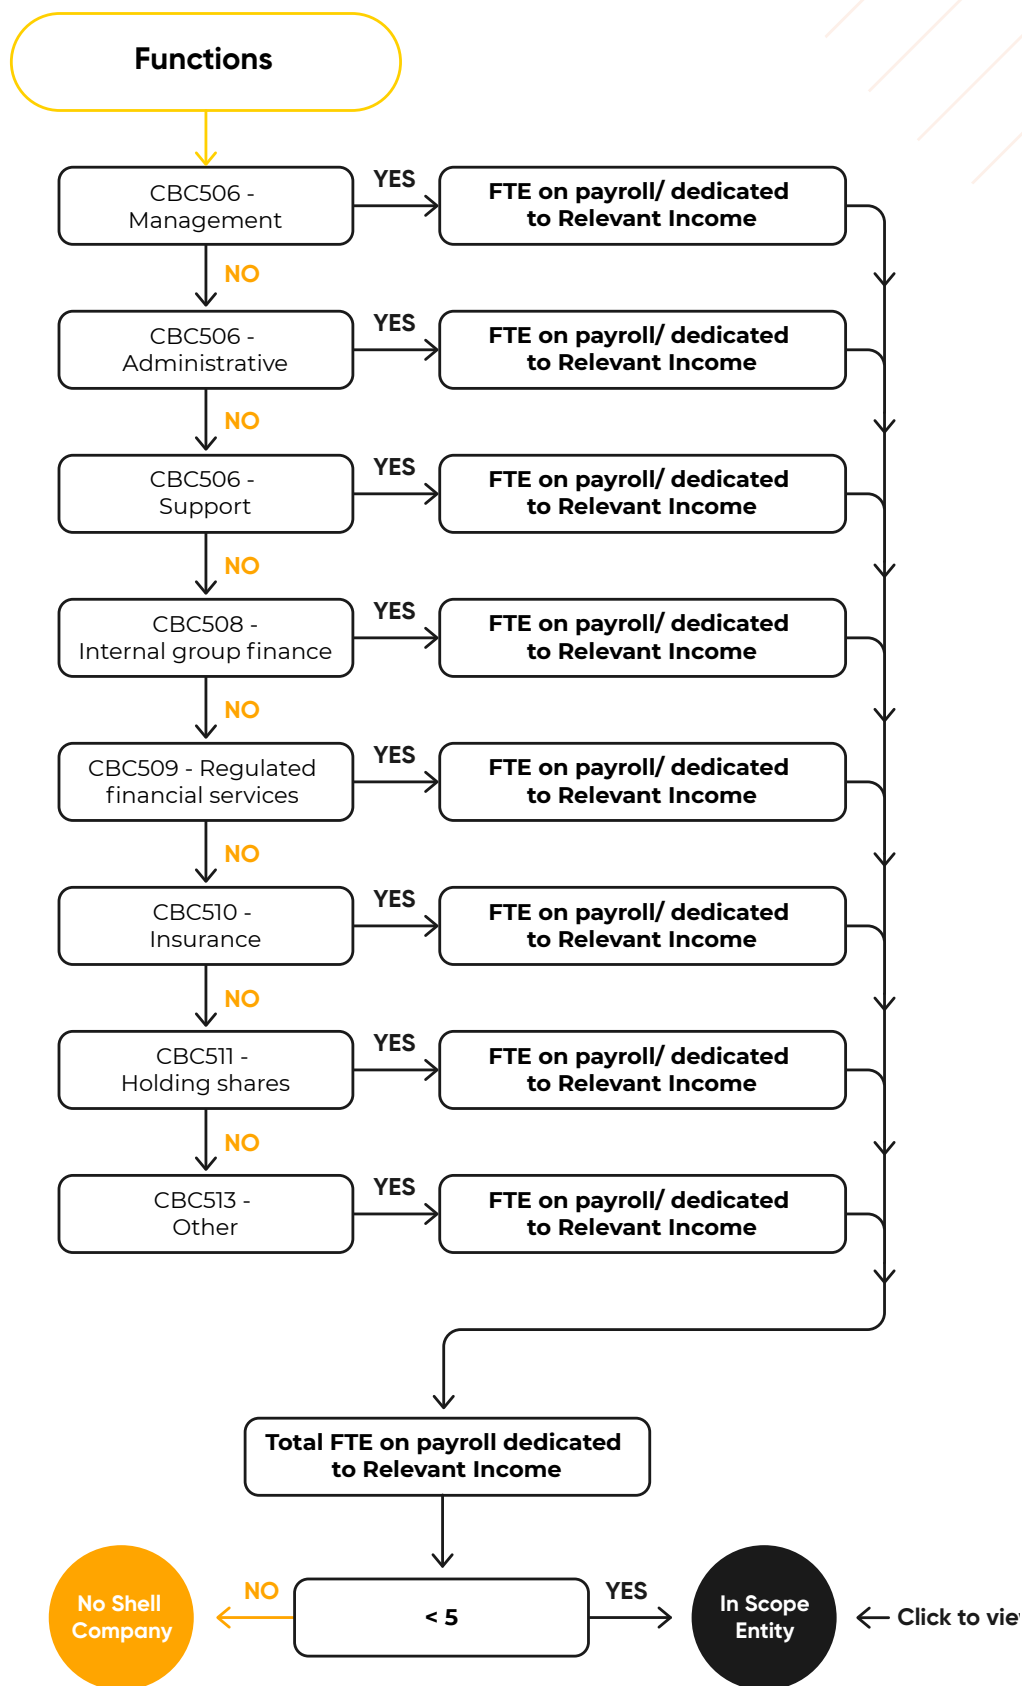 Functions
CBC506 -
Management
YES
FTE on payroll/ dedicated
to Relevant Income
NO
CBC506 -
Administrative
YES
FTE on payroll/ dedicated
to Relevant Income
NO
CBC506 -
Support
YES
FTE on payroll/ dedicated
to Relevant Income
NO
CBC508 -
Internal group finance
YES
FTE on payroll/ dedicated
to Relevant Income
NO
CBC509 - Regulated
financial services
YES
FTE on payroll/ dedicated
to Relevant Income
NO
CBC510 -
Insurance
YES
FTE on payroll/ dedicated
to Relevant Income
NO
CBC511 -
Holding shares
YES
FTE on payroll/ dedicated
to Relevant Income
NO
CBC513 -
Other
YES
FTE on payroll/ dedicated
to Relevant Income
Total FTE on payroll dedicated
to Relevant Income
No Shell
Company
NO
< 5
YES
In Scope
Entity
Click to